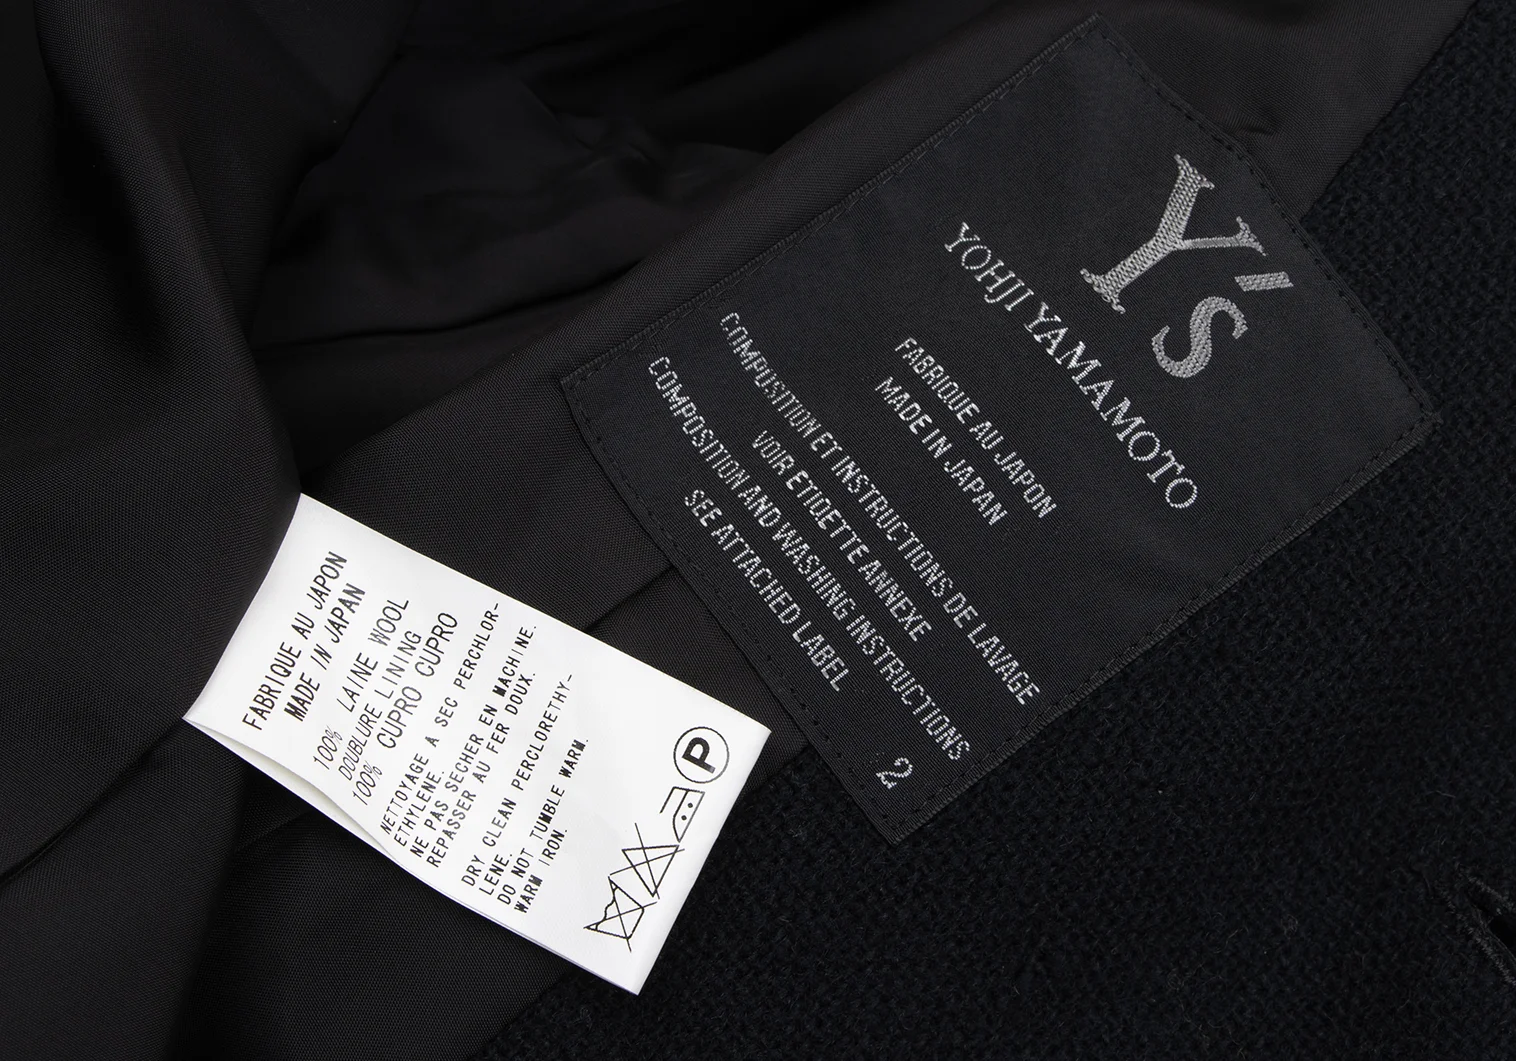 Y's
YOHJI YAMAMOTO
FABRIQUE AU JAPON
MADE IN JAPAN
COMPOSITION ET INSTRUCTIONS DE LAVAGE
VOIR ETIQETTE ANNEXE
COMPOSITION AND WASHING INSTRUCTIONS
SEE ATTACHED LABEL
2
FABRIQUE AU JAPON
MADE IN JAPAN
100% LAINE WOOL
DOUBLURE LINING
100% CUPRO CUPRO
NETTOYAGE A SEC PERCHLOR-
ETHYLENE.
NE PAS SECHER EN MACHINE.
REPASSER AU FER DOUX.
DRY CLEAN PERCLORETHY-
LENE.
DO NOT TUMBLE WARM.
WARM IRON.
P